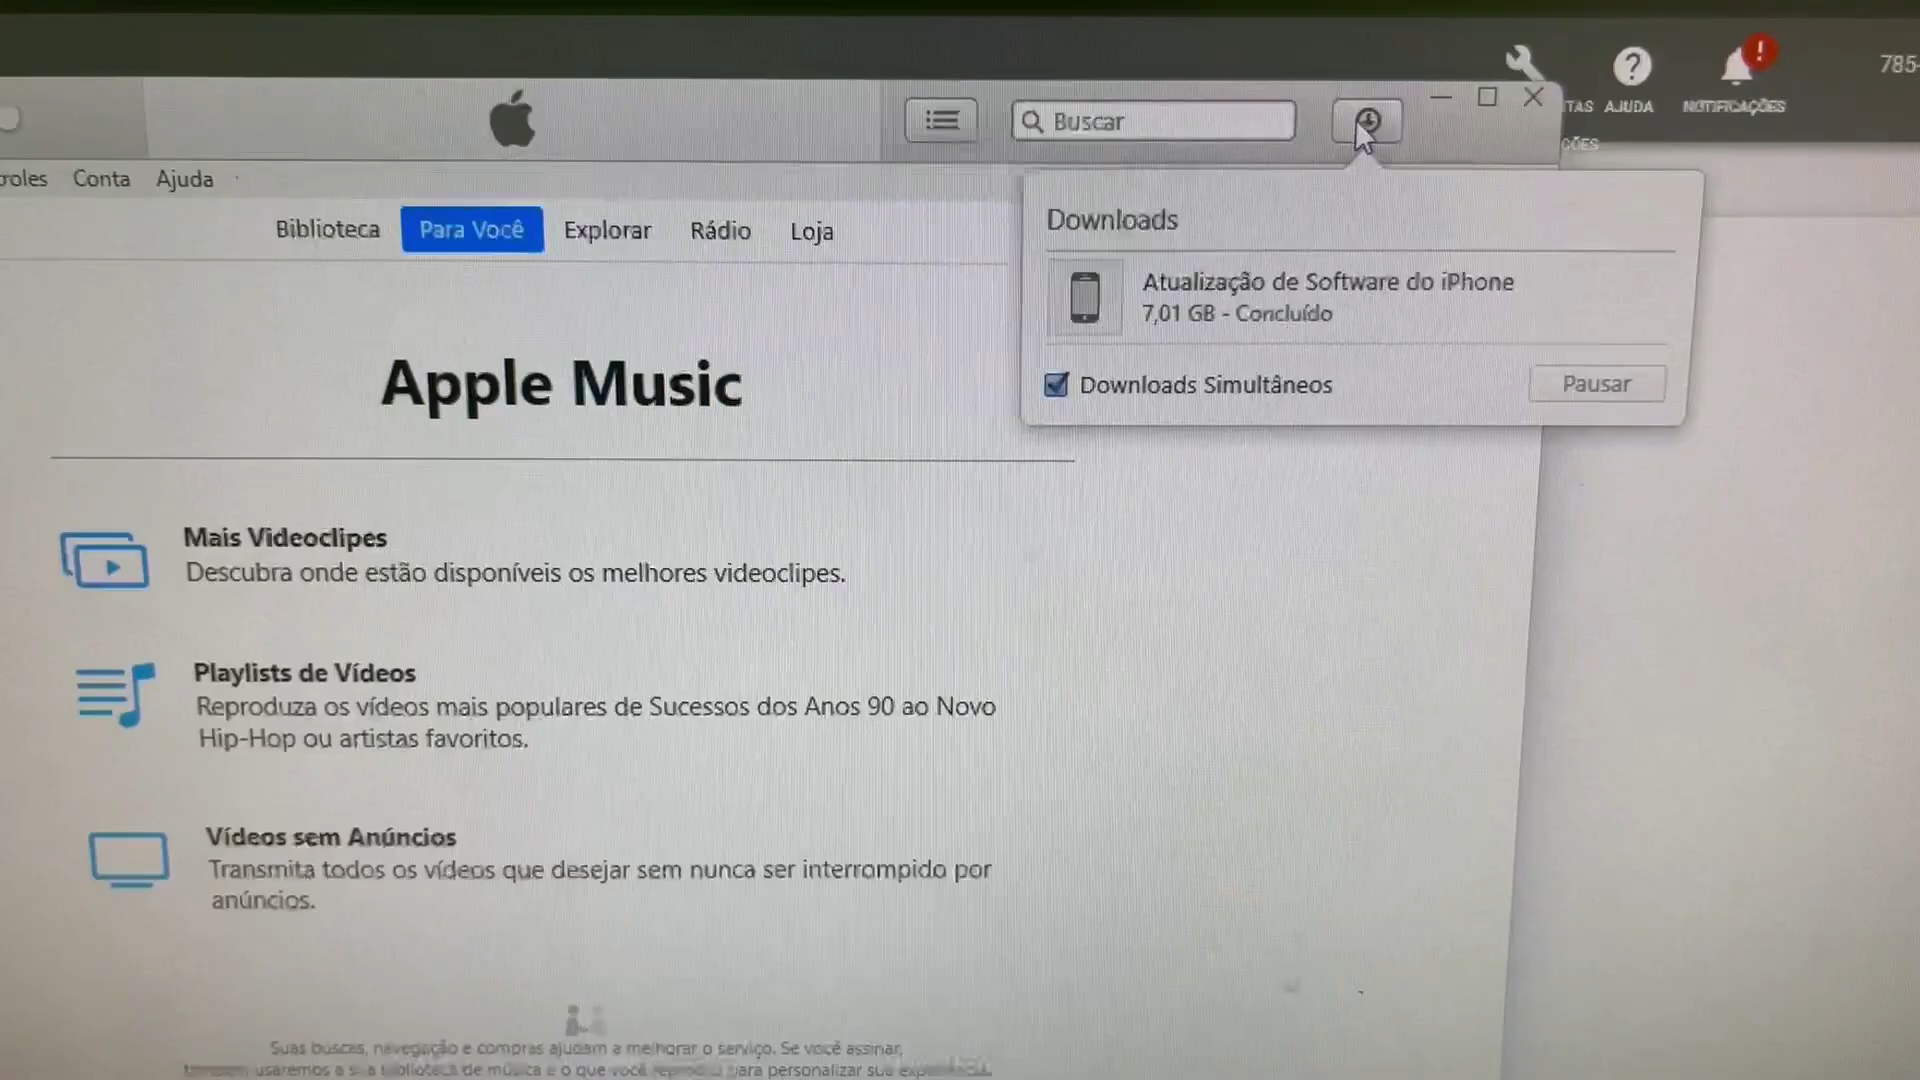 785-
TAS AJUDA NOTIFICAÇÕES
ÇÕES
Buscar
roles Conta Ajuda
Biblioteca Para Você Explorar Rádio Loja
Downloads
Atualização de Software do iPhone
7,01 GB - Concluído
Downloads Simultâneos Pausar
Apple Music
Mais Videoclipes
Descubra onde estão disponíveis os melhores videoclipes.
Playlists de Vídeos
Reproduza os vídeos mais populares de Sucessos dos Anos 90 ao Novo
Hip-Hop ou artistas favoritos.
Vídeos sem Anúncios
Transmita todos os vídeos que desejar sem nunca ser interrompido por
anúncios.
Suas buscas, navegação e compras ajudam a melhorar o serviço. Se você assinar,
usaremos a sua biblioteca de música e o que você para personalizar sua